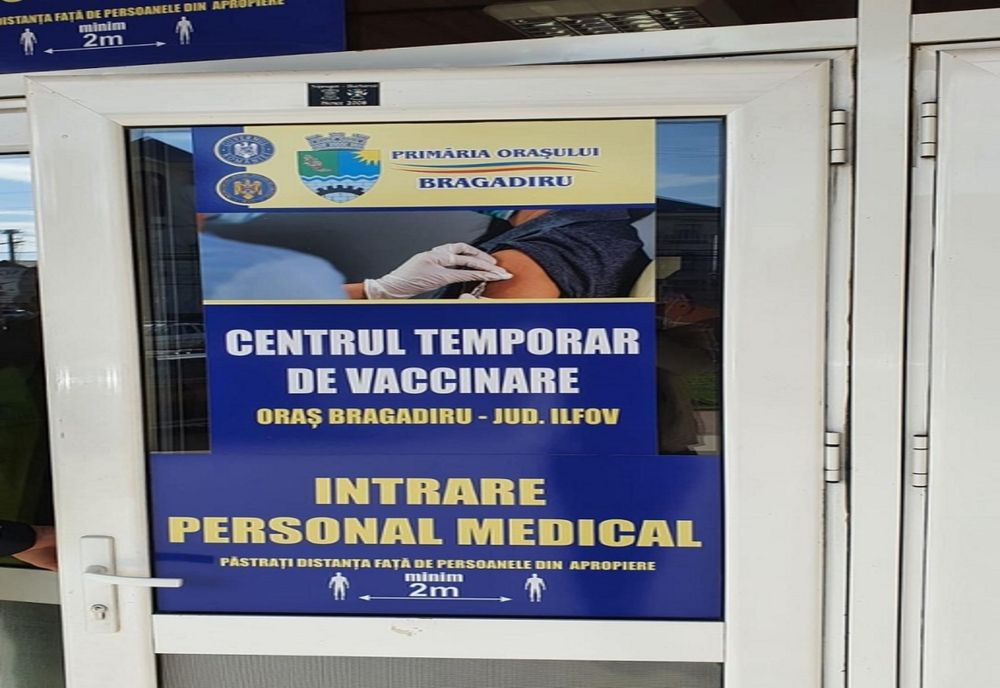 DISTANȚA FAȚĂ DE PERSOANELE DIN APROPIERE
minim
2m
PRIMĂRIA ORAȘULUI
BRAGADIRU
CENTRUL TEMPORAR
DE VACCINARE
ORAȘ BRAGADIRU - JUD. ILFOV
INTRARE
PERSONAL MEDICAL
PĂSTRAȚI DISTANȚA FAȚĂ DE PERSOANELE DIN APROPIERE
minim
2m